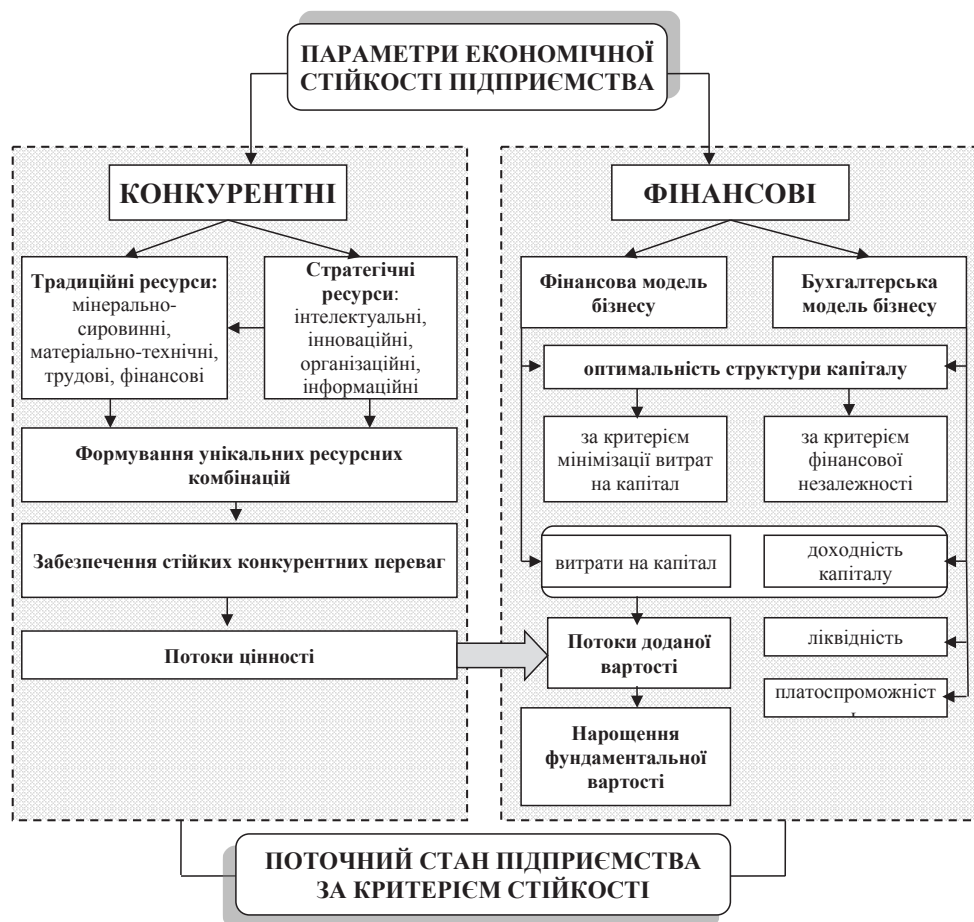 ПАРАМЕТРИ ЕКОНОМІЧНОЇ
СТІЙКОСТІ ПІДПРИЄМСТВА
КОНКУРЕНТНІ
Традиційні ресурси:
мінерально-
сировинні,
матеріально-технічні,
трудові, фінансові
Стратегічні
ресурси:
інтелектуальні,
інноваційні,
організаційні,
інформаційні
Формування унікальних ресурсних
комбінацій
Забезпечення стійких конкурентних переваг
Потоки цінності
ФІНАНСОВІ
Фінансова модель
бізнесу
Бухгалтерська
модель бізнесу
оптимальність структури капіталу
за критерієм
мінімізації витрат
на капітал
за критерієм
фінансової
незалежності
витрати на капітал
доходність
капіталу
Потоки доданої
вартості
ліквідність
платоспроможніст
Нарощення
фундаментальної
вартості
ПОТОЧНИЙ СТАН ПІДПРИЄМСТВА
ЗА КРИТЕРІЄМ СТІЙКОСТІ